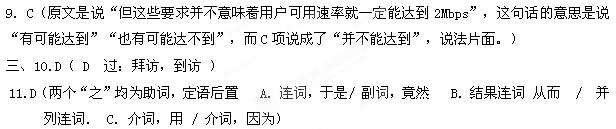 9. C（原文是说“但这些要求并不意味着用户可用速率就一定能达到 2Mbps”，这句话的意思是说
“有可能达到”“也有可能达不到”，而C项说成了“并不能达到”，说法片面。）
三、10.D（ D 过：拜访，到访 ）
11.D（两个“之”均为助词，定语后置 A. 连词，于是/ 副词，竟然 B. 结果连词 从而 / 并
列连词. C. 介词，用 / 介词，因为）